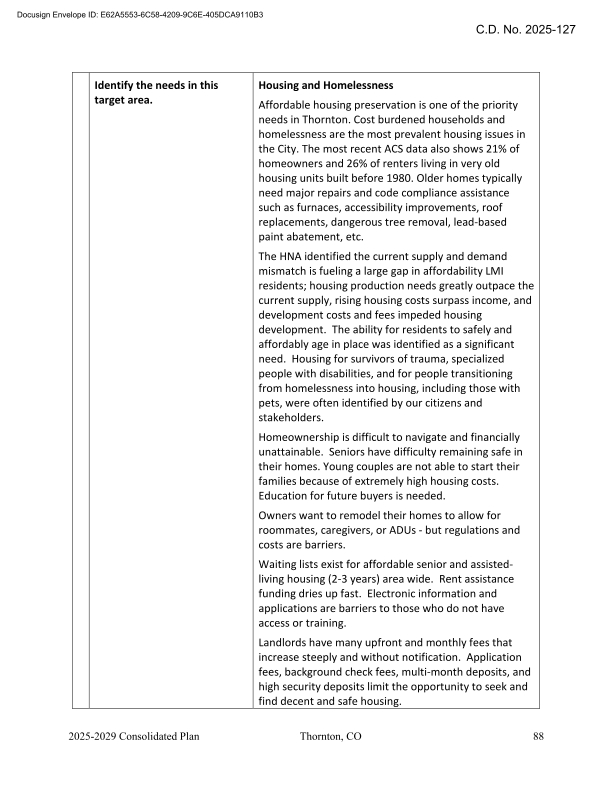 Docusign Envelope ID: E62A5553-6C58-4209-9C6E-405DCA9110B3
C.D. No. 2025-127
Identify the needs in this
target area.
Housing and Homelessness
Affordable housing preservation is one of the priority
needs in Thornton. Cost burdened households and
homelessness are the most prevalent housing issues in
the City. The most recent ACS data also shows 21% of
homeowners and 26% of renters living in very old
housing units built before 1980. Older homes typically
need major repairs and code compliance assistance
such as furnaces, accessibility improvements, roof
replacements, dangerous tree removal, lead-based
paint abatement, etc.
The HNA identified the current supply and demand
mismatch is fueling a large gap in affordability LMI
residents; housing production needs greatly outpace the
current supply, rising housing costs surpass income, and
development costs and fees impeded housing
development.  The ability for residents to safely and
affordably age in place was identified as a significant
need.  Housing for survivors of trauma, specialized
people with disabilities, and for people transitioning
from homelessness into housing, including those with
pets, were often identified by our citizens and
stakeholders.
Homeownership is difficult to navigate and financially
unattainable.  Seniors have difficulty remaining safe in
their homes. Young couples are not able to start their
families because of extremely high housing costs.
Education for future buyers is needed.
Owners want to remodel their homes to allow for
roommates, caregivers, or ADUs - but regulations and
costs are barriers.
Waiting lists exist for affordable senior and assisted-
living housing (2-3 years) area wide.  Rent assistance
funding dries up fast.  Electronic information and
applications are barriers to those who do not have
access or training.
Landlords have many upfront and monthly fees that
increase steeply and without notification.  Application
fees, background check fees, multi-month deposits, and
high security deposits limit the opportunity to seek and
find decent and safe housing.
2025-2029 Consolidated Plan
Thornton, CO
88